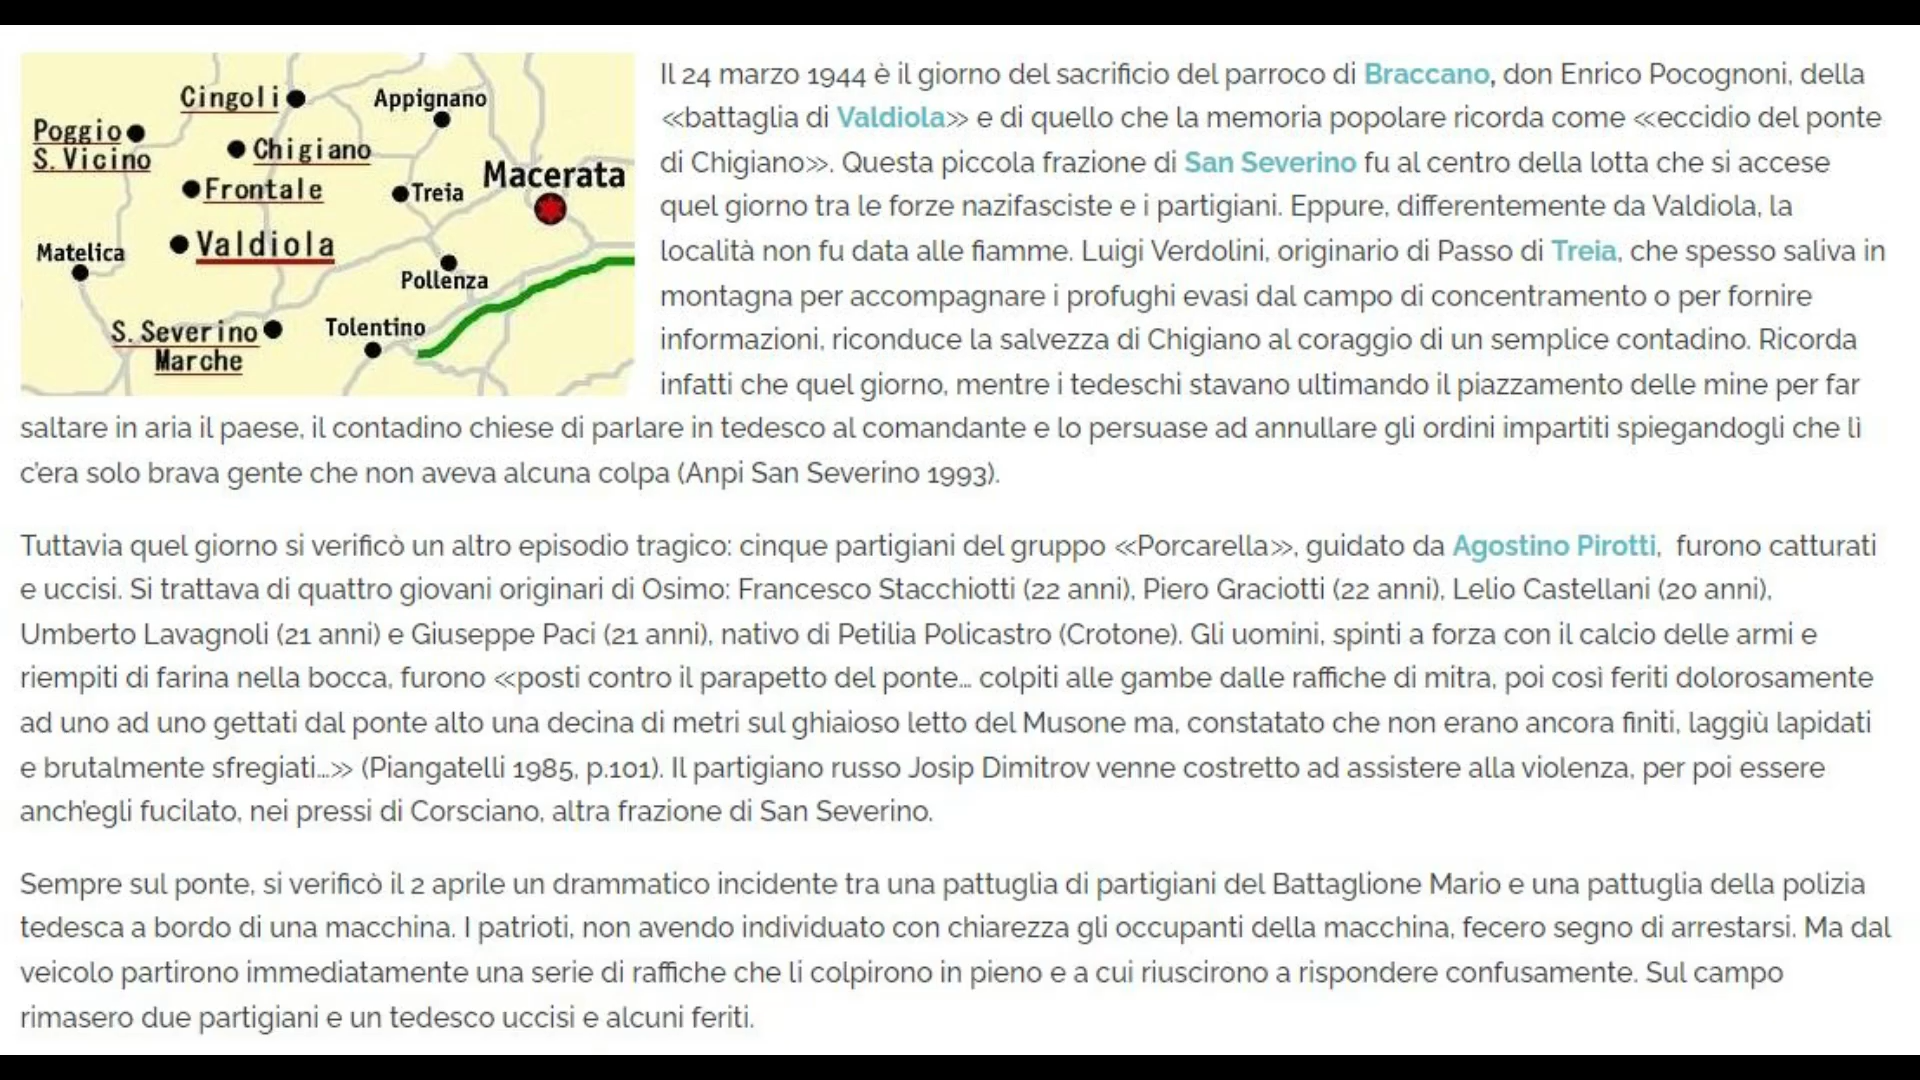 Cingoli
Appignano
Poggio
S. Vicino
Chigiano
Macerata
Frontale
Treia
Matelica
Valdiola
Pollenza
S. Severino
Marche
Tolentino
Il 24 marzo 1944 è il giorno del sacrificio del parroco di Braccano, don Enrico Pocognoni, della
«battaglia di Valdiola» e di quello che la memoria popolare ricorda come «eccidio del ponte
di Chigiano». Questa piccola frazione di San Severino fu al centro della lotta che si accese
quel giorno tra le forze nazifasciste e i partigiani. Eppure, differentemente da Valdiola, la
località non fu data alle fiamme. Luigi Verdolini, originario di Passo di Treia, che spesso saliva in
montagna per accompagnare i profughi evasi dal campo di concentramento o per fornire
informazioni, riconduce la salvezza di Chigiano al coraggio di un semplice contadino. Ricorda
infatti che quel giorno, mentre i tedeschi stavano ultimando il piazzamento delle mine per far
saltare in aria il paese, il contadino chiese di parlare in tedesco al comandante e lo persuase ad annullare gli ordini impartiti spiegandogli che lì
c'era solo brava gente che non aveva alcuna colpa (Anpi San Severino 1993).
Tuttavia quel giorno si verificò un altro episodio tragico: cinque partigiani del gruppo «Porcarella», guidato da Agostino Pirotti, furono catturati
e uccisi. Si trattava di quattro giovani originari di Osimo: Francesco Stacchiotti (22 anni), Piero Graciotti (22 anni), Lelio Castellani (20 anni),
Umberto Lavagnoli (21 anni) e Giuseppe Paci (21 anni), nativo di Petilia Policastro (Crotone). Gli uomini, spinti a forza con il calcio delle armi e
riempiti di farina nella bocca, furono «posti contro il parapetto del ponte… colpiti alle gambe dalle raffiche di mitra, poi così feriti dolorosamente
ad uno ad uno gettati dal ponte alto una decina di metri sul ghiaioso letto del Musone ma, constatato che non erano ancora finiti, laggiù lapidati
e brutalmente sfregiati…» (Piangatelli 1985, p.101). Il partigiano russo Josip Dimitrov venne costretto ad assistere alla violenza, per poi essere
anch'egli fucilato, nei pressi di Corsciano, altra frazione di San Severino.
Sempre sul ponte, si verificò il 2 aprile un drammatico incidente tra una pattuglia di partigiani del Battaglione Mario e una pattuglia della polizia
tedesca a bordo di una macchina. I patrioti, non avendo individuato con chiarezza gli occupanti della macchina, fecero segno di arrestarsi. Ma dal
veicolo partirono immediatamente una serie di raffiche che li colpirono in pieno e a cui riuscirono a rispondere confusamente. Sul campo
rimasero due partigiani e un tedesco uccisi e alcuni feriti.